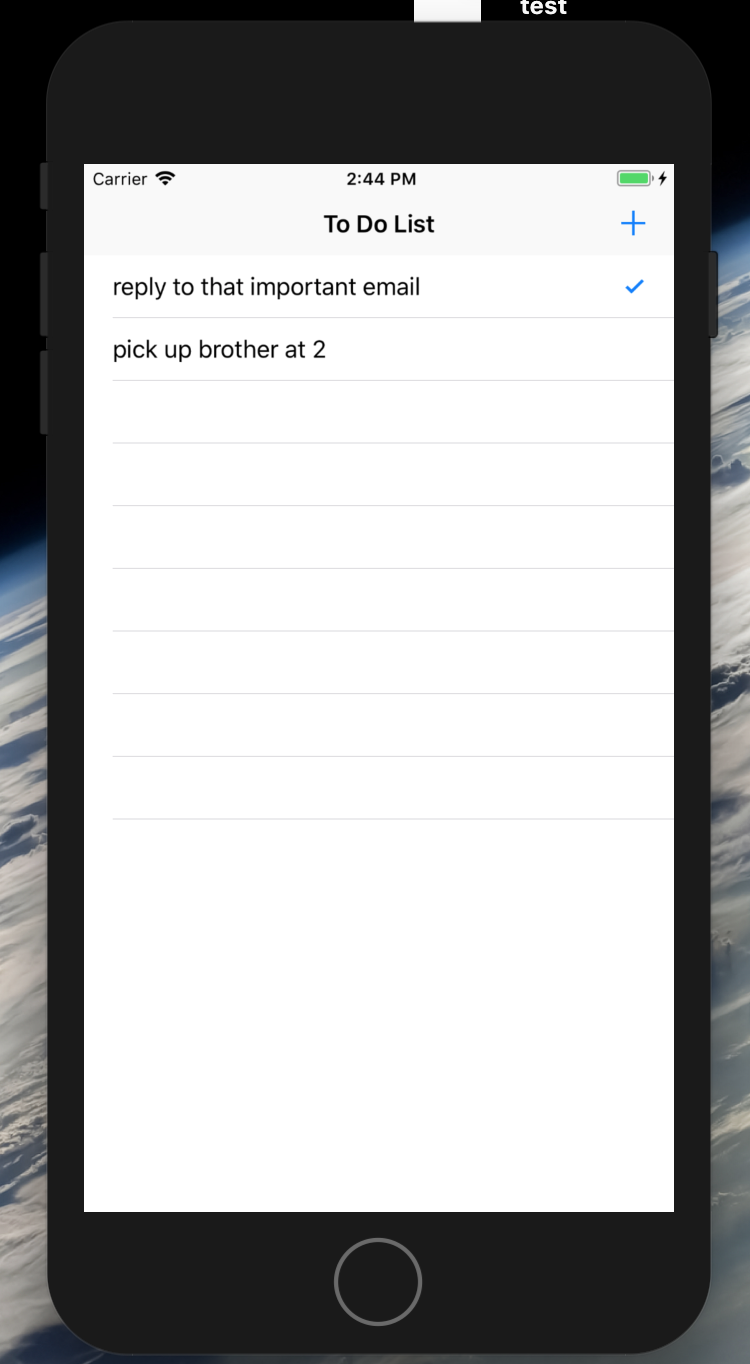 test
Carrier
2:44 PM
To Do List
reply to that important email
pick up brother at 2